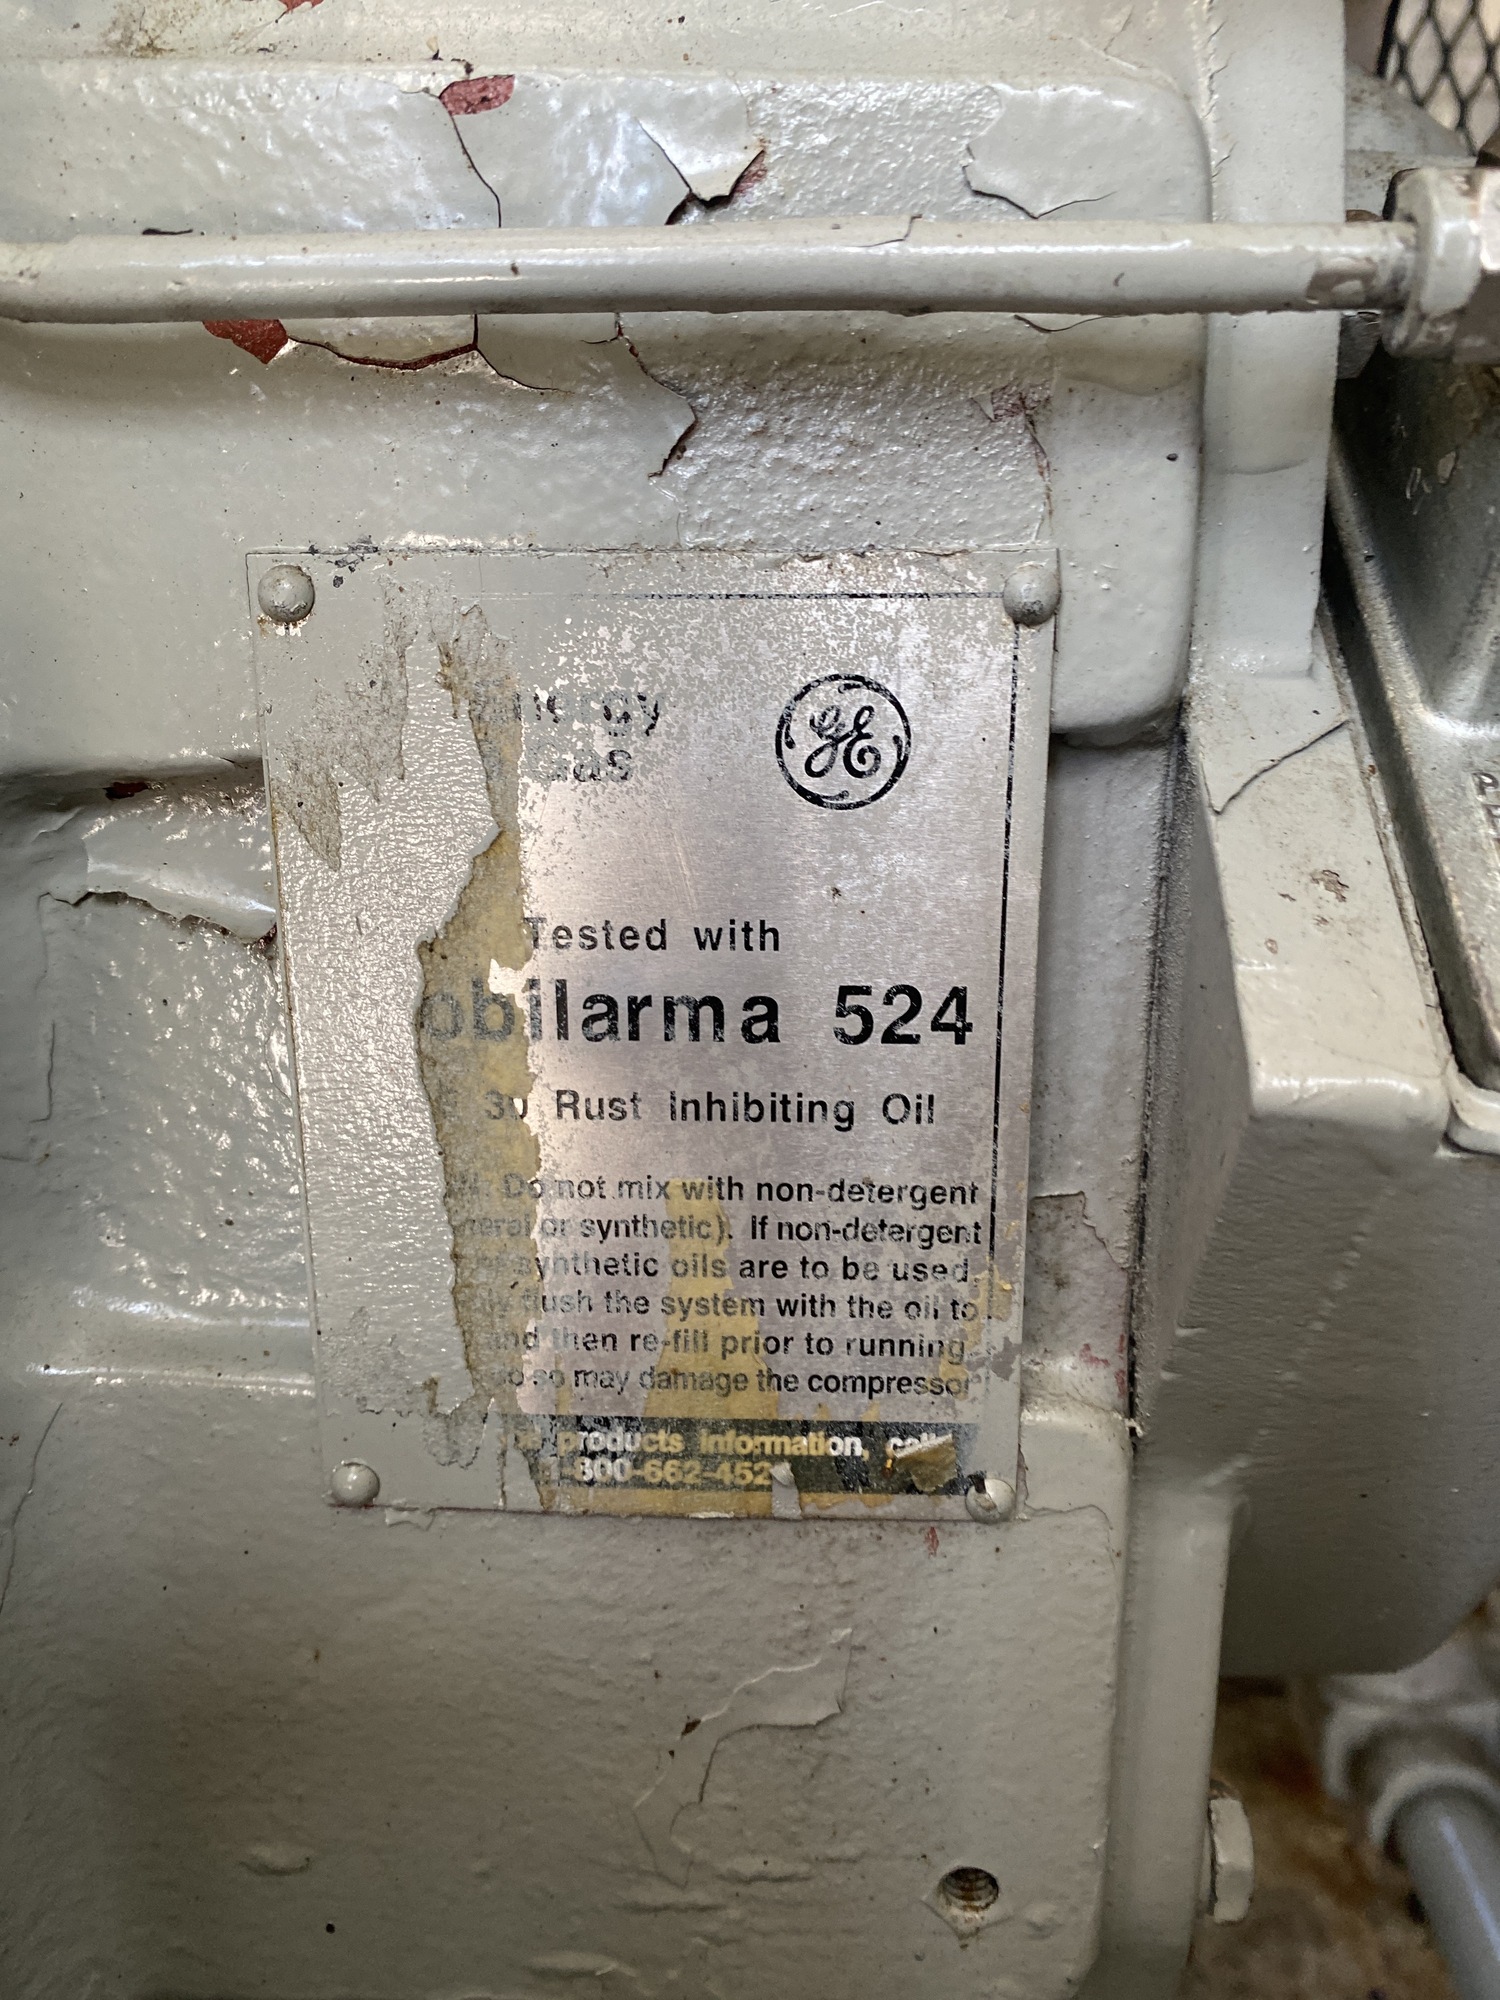 Energy
Gas
GE
Tested with
obilarma 524
30 Rust Inhibiting Oil
Do not mix with non-detergent
or synthetic). If non-detergent
synthetic oils are to be used,
flush the system with the oil to
and then re-fill prior to running.
so may damage the compressor
products information, call:
1-800-662-452